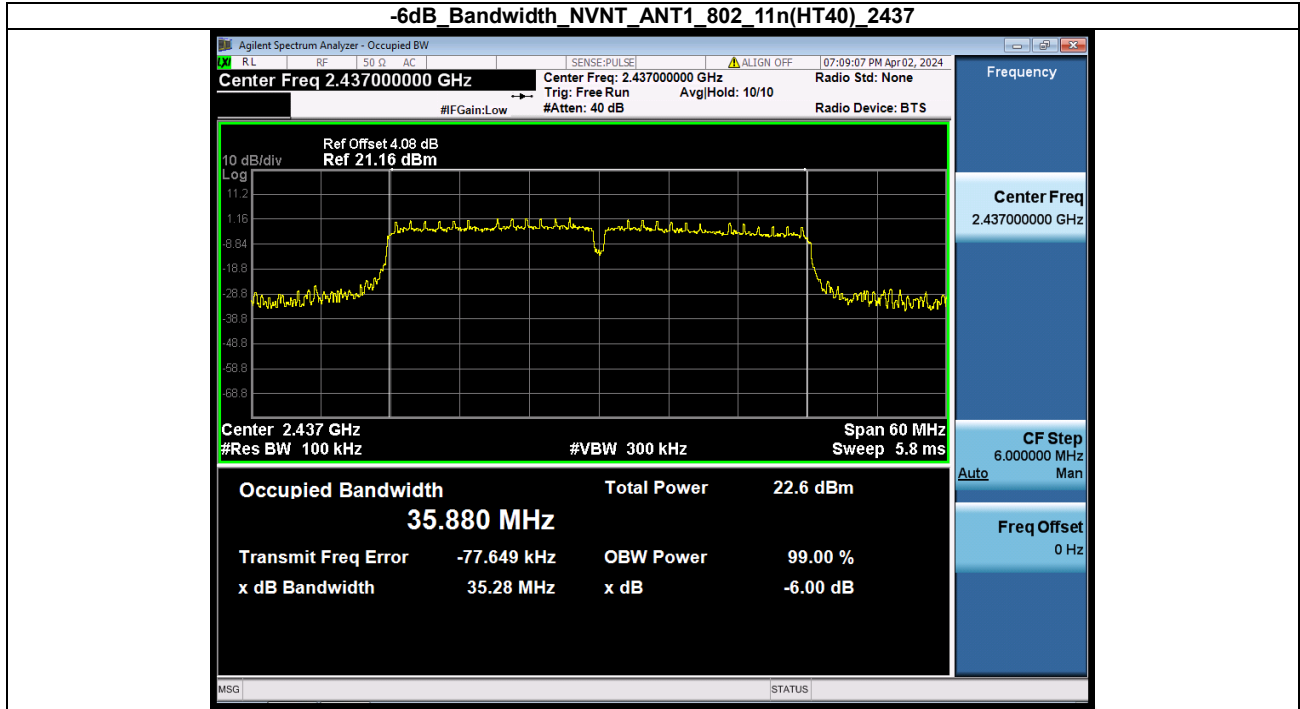 -6dB_Bandwidth_NVNT_ANT1_802_11n(HT40)_2437
Agilent Spectrum Analyzer - Occupied BW
LXI RL RF 50 Ω AC SENSE:PULSE ALIGN OFF 07:09:07 PM Apr 02, 2024
Center Freq 2.437000000 GHz
Center Freq: 2.437000000 GHz Radio Std: None
Trig: Free Run Avg|Hold: 10/10
#IFGain:Low #Atten: 40 dB Radio Device: BTS
Ref Offset 4.08 dB
10 dB/div Ref 21.16 dBm
Log
11.2
1.16
-8.84
-18.8
-28.8
-38.8
-48.8
-58.8
-68.8
Center 2.437 GHz Span 60 MHz
#Res BW 100 kHz #VBW 300 kHz Sweep 5.8 ms
Occupied Bandwidth Total Power 22.6 dBm
35.880 MHz
Transmit Freq Error -77.649 kHz OBW Power 99.00 %
x dB Bandwidth 35.28 MHz x dB -6.00 dB
MSG STATUS
Frequency
Center Freq
2.437000000 GHz
CF Step
6.000000 MHz
Auto Man
Freq Offset
0 Hz